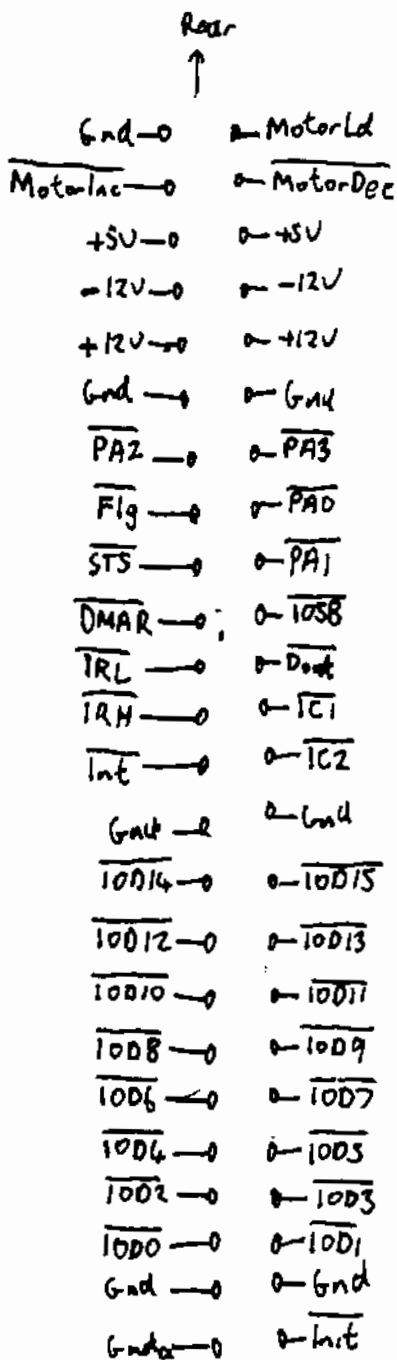 Rear
Gnd MotorLd
MotorInc MotorDec
+5V +5V
-12V -12V
+12V +12V
Gnd Gnd
PA2 PA3
Flg PA0
STS PA1
DMAR IOSB
IRL Dout
IRH IC1
Int IC2
Gnd Gnd
IOD14 IOD15
IOD12 IOD13
IOD10 IOD11
IOD8 IOD9
IOD6 IOD7
IOD4 IOD5
IOD2 IOD3
IOD0 IOD1
Gnd Gnd
Init